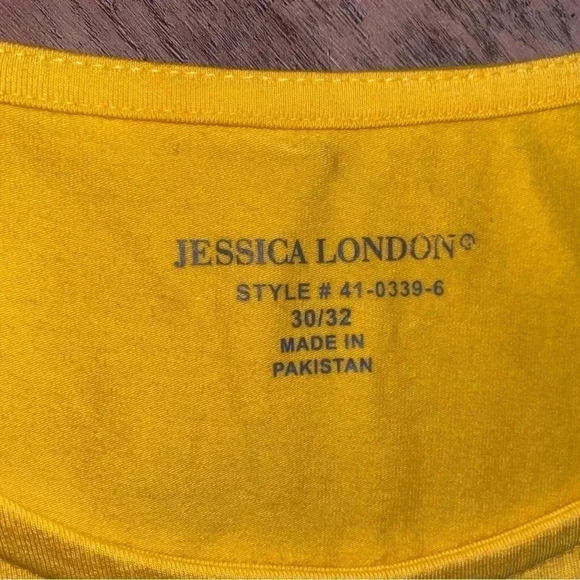 JESSICA LONDON®
STYLE # 41-0339-6
30/32
MADE IN
PAKISTAN